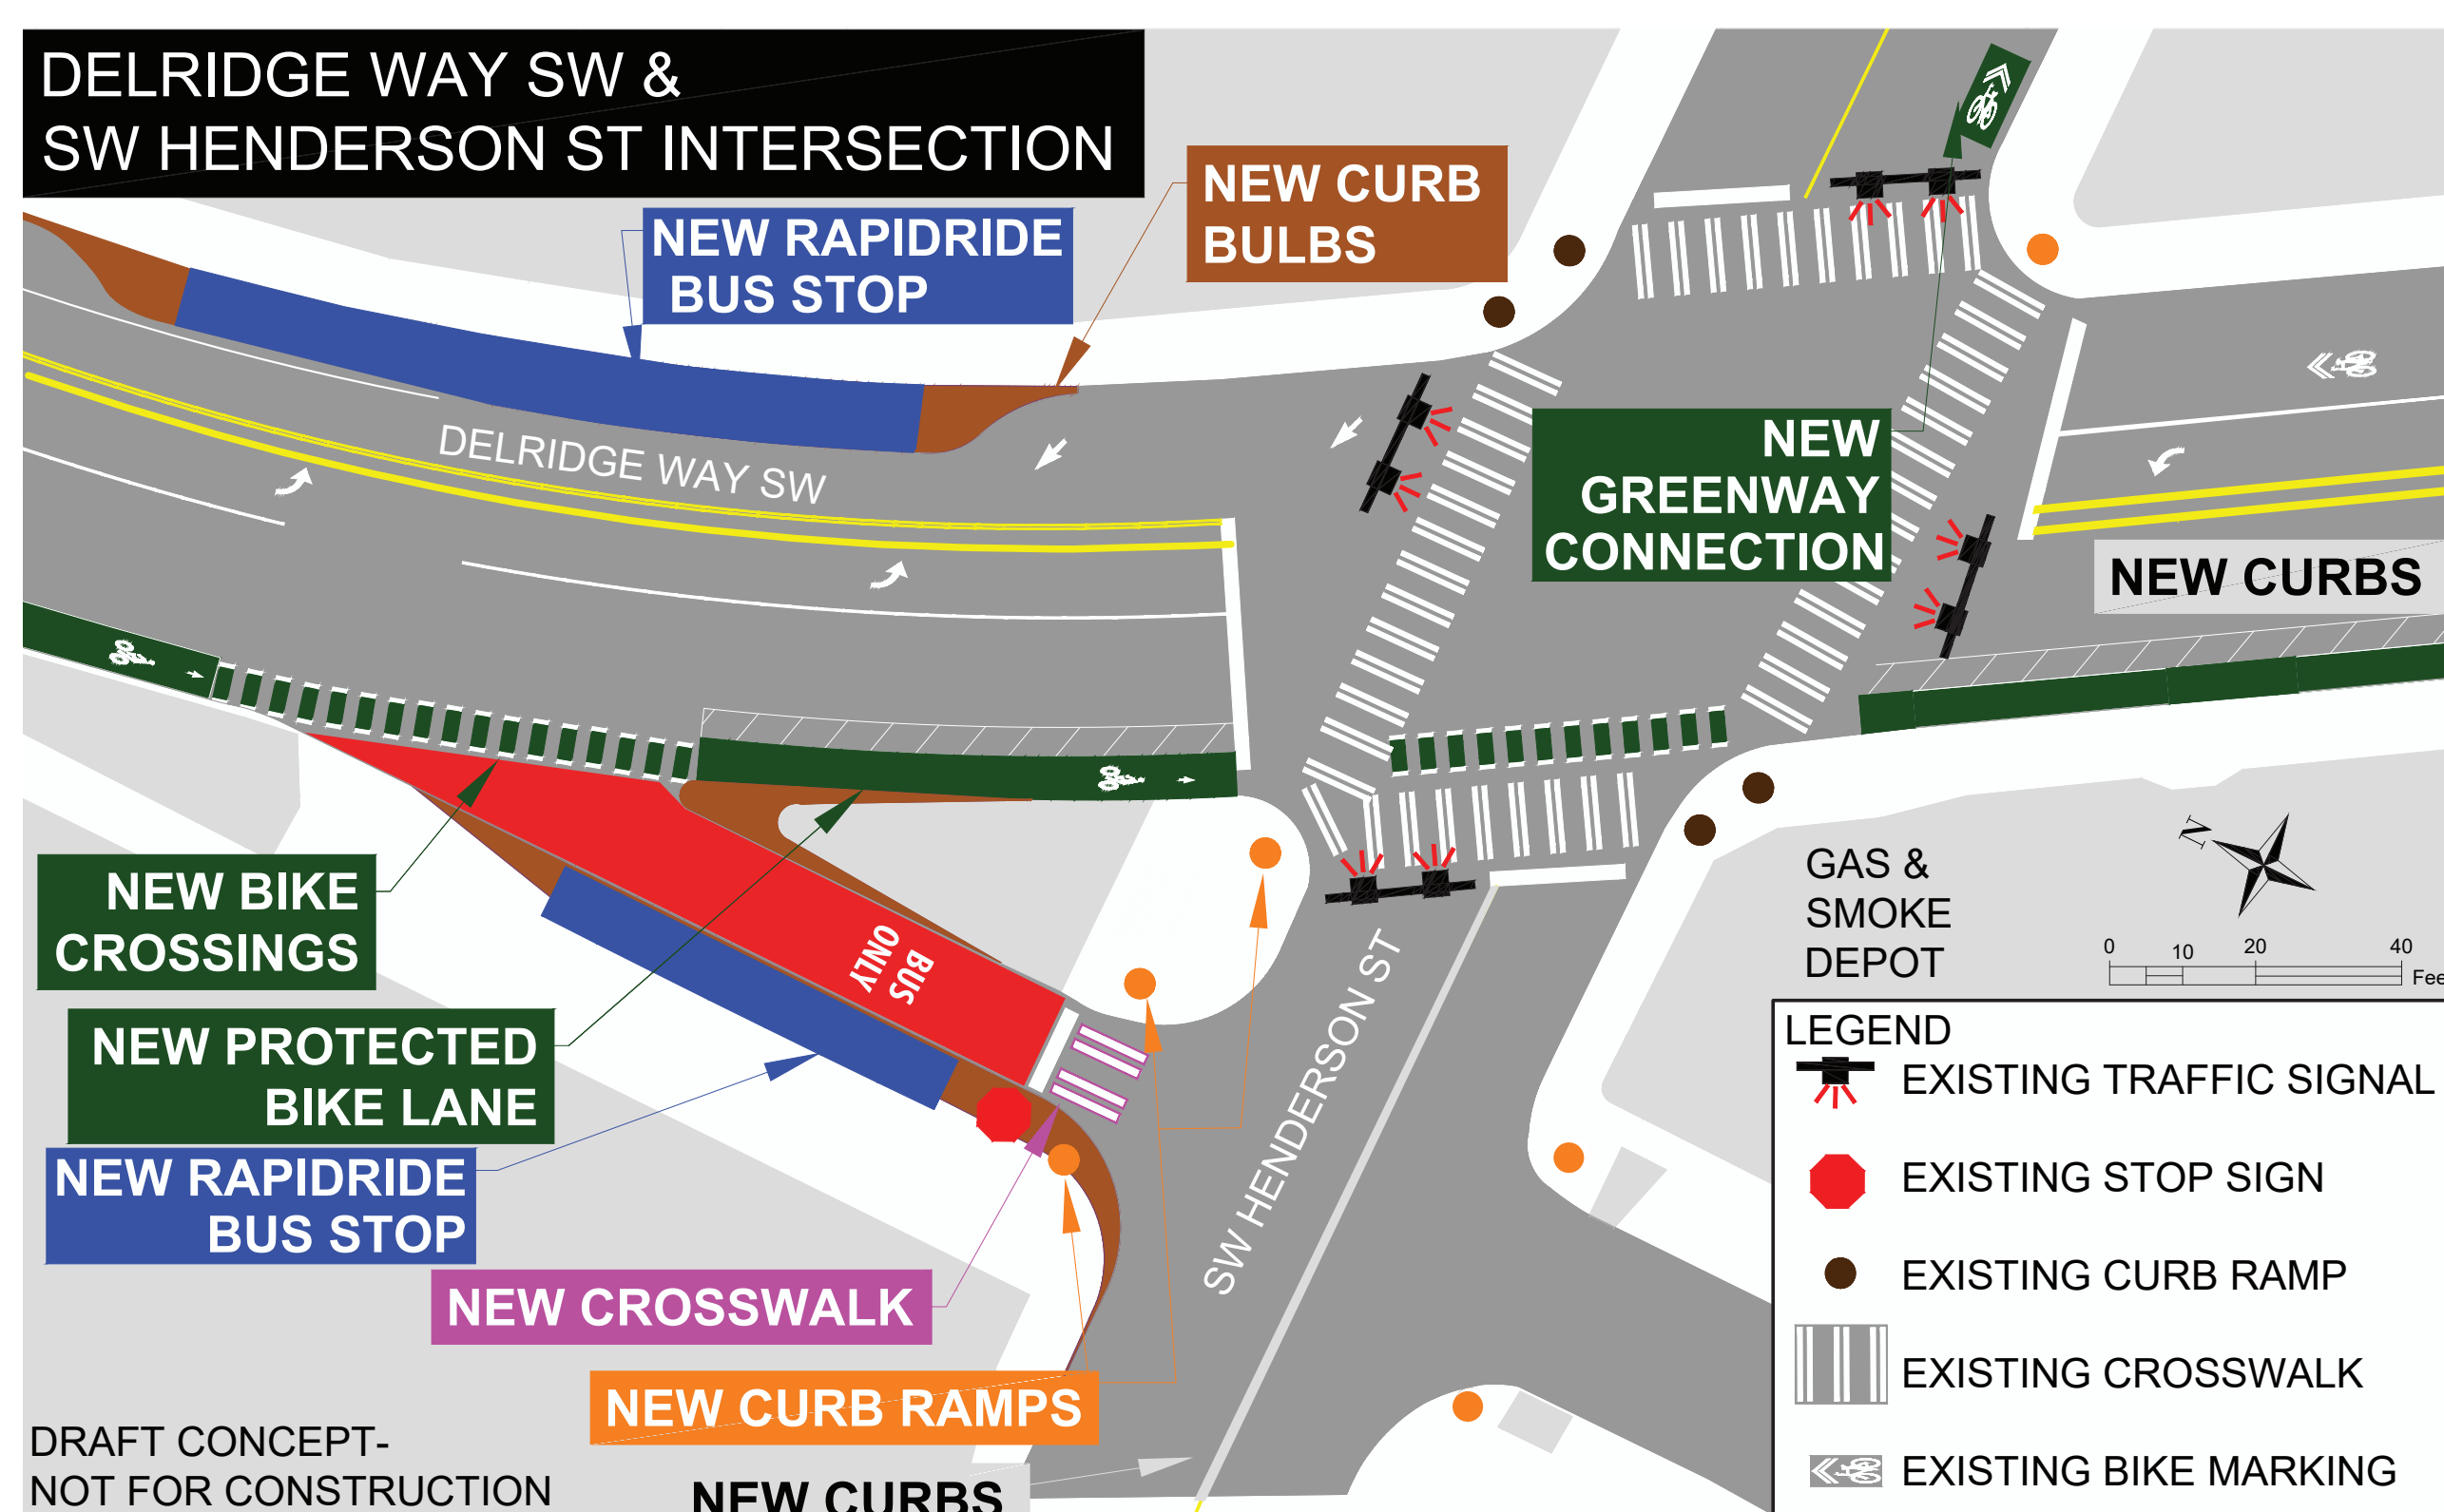 DELRIDGE WAY SW &
SW HENDERSON ST INTERSECTION
NEW CURB
BULBS
NEW RAPIDRIDE
BUS STOP
DELRIDGE WAY SW
NEW
GREENWAY
CONNECTION
NEW CURBS
NEW BIKE
CROSSINGS
BUS
ONLY
NEW PROTECTED
BIKE LANE
NEW RAPIDRIDE
BUS STOP
NEW CROSSWALK
NEW CURB RAMPS
SW HENDERSON ST
DRAFT CONCEPT-
NOT FOR CONSTRUCTION
NEW CURBS
GAS &
SMOKE
DEPOT
N
0 10 20 40
Fee
LEGEND
EXISTING TRAFFIC SIGNAL
EXISTING STOP SIGN
EXISTING CURB RAMP
EXISTING CROSSWALK
EXISTING BIKE MARKING